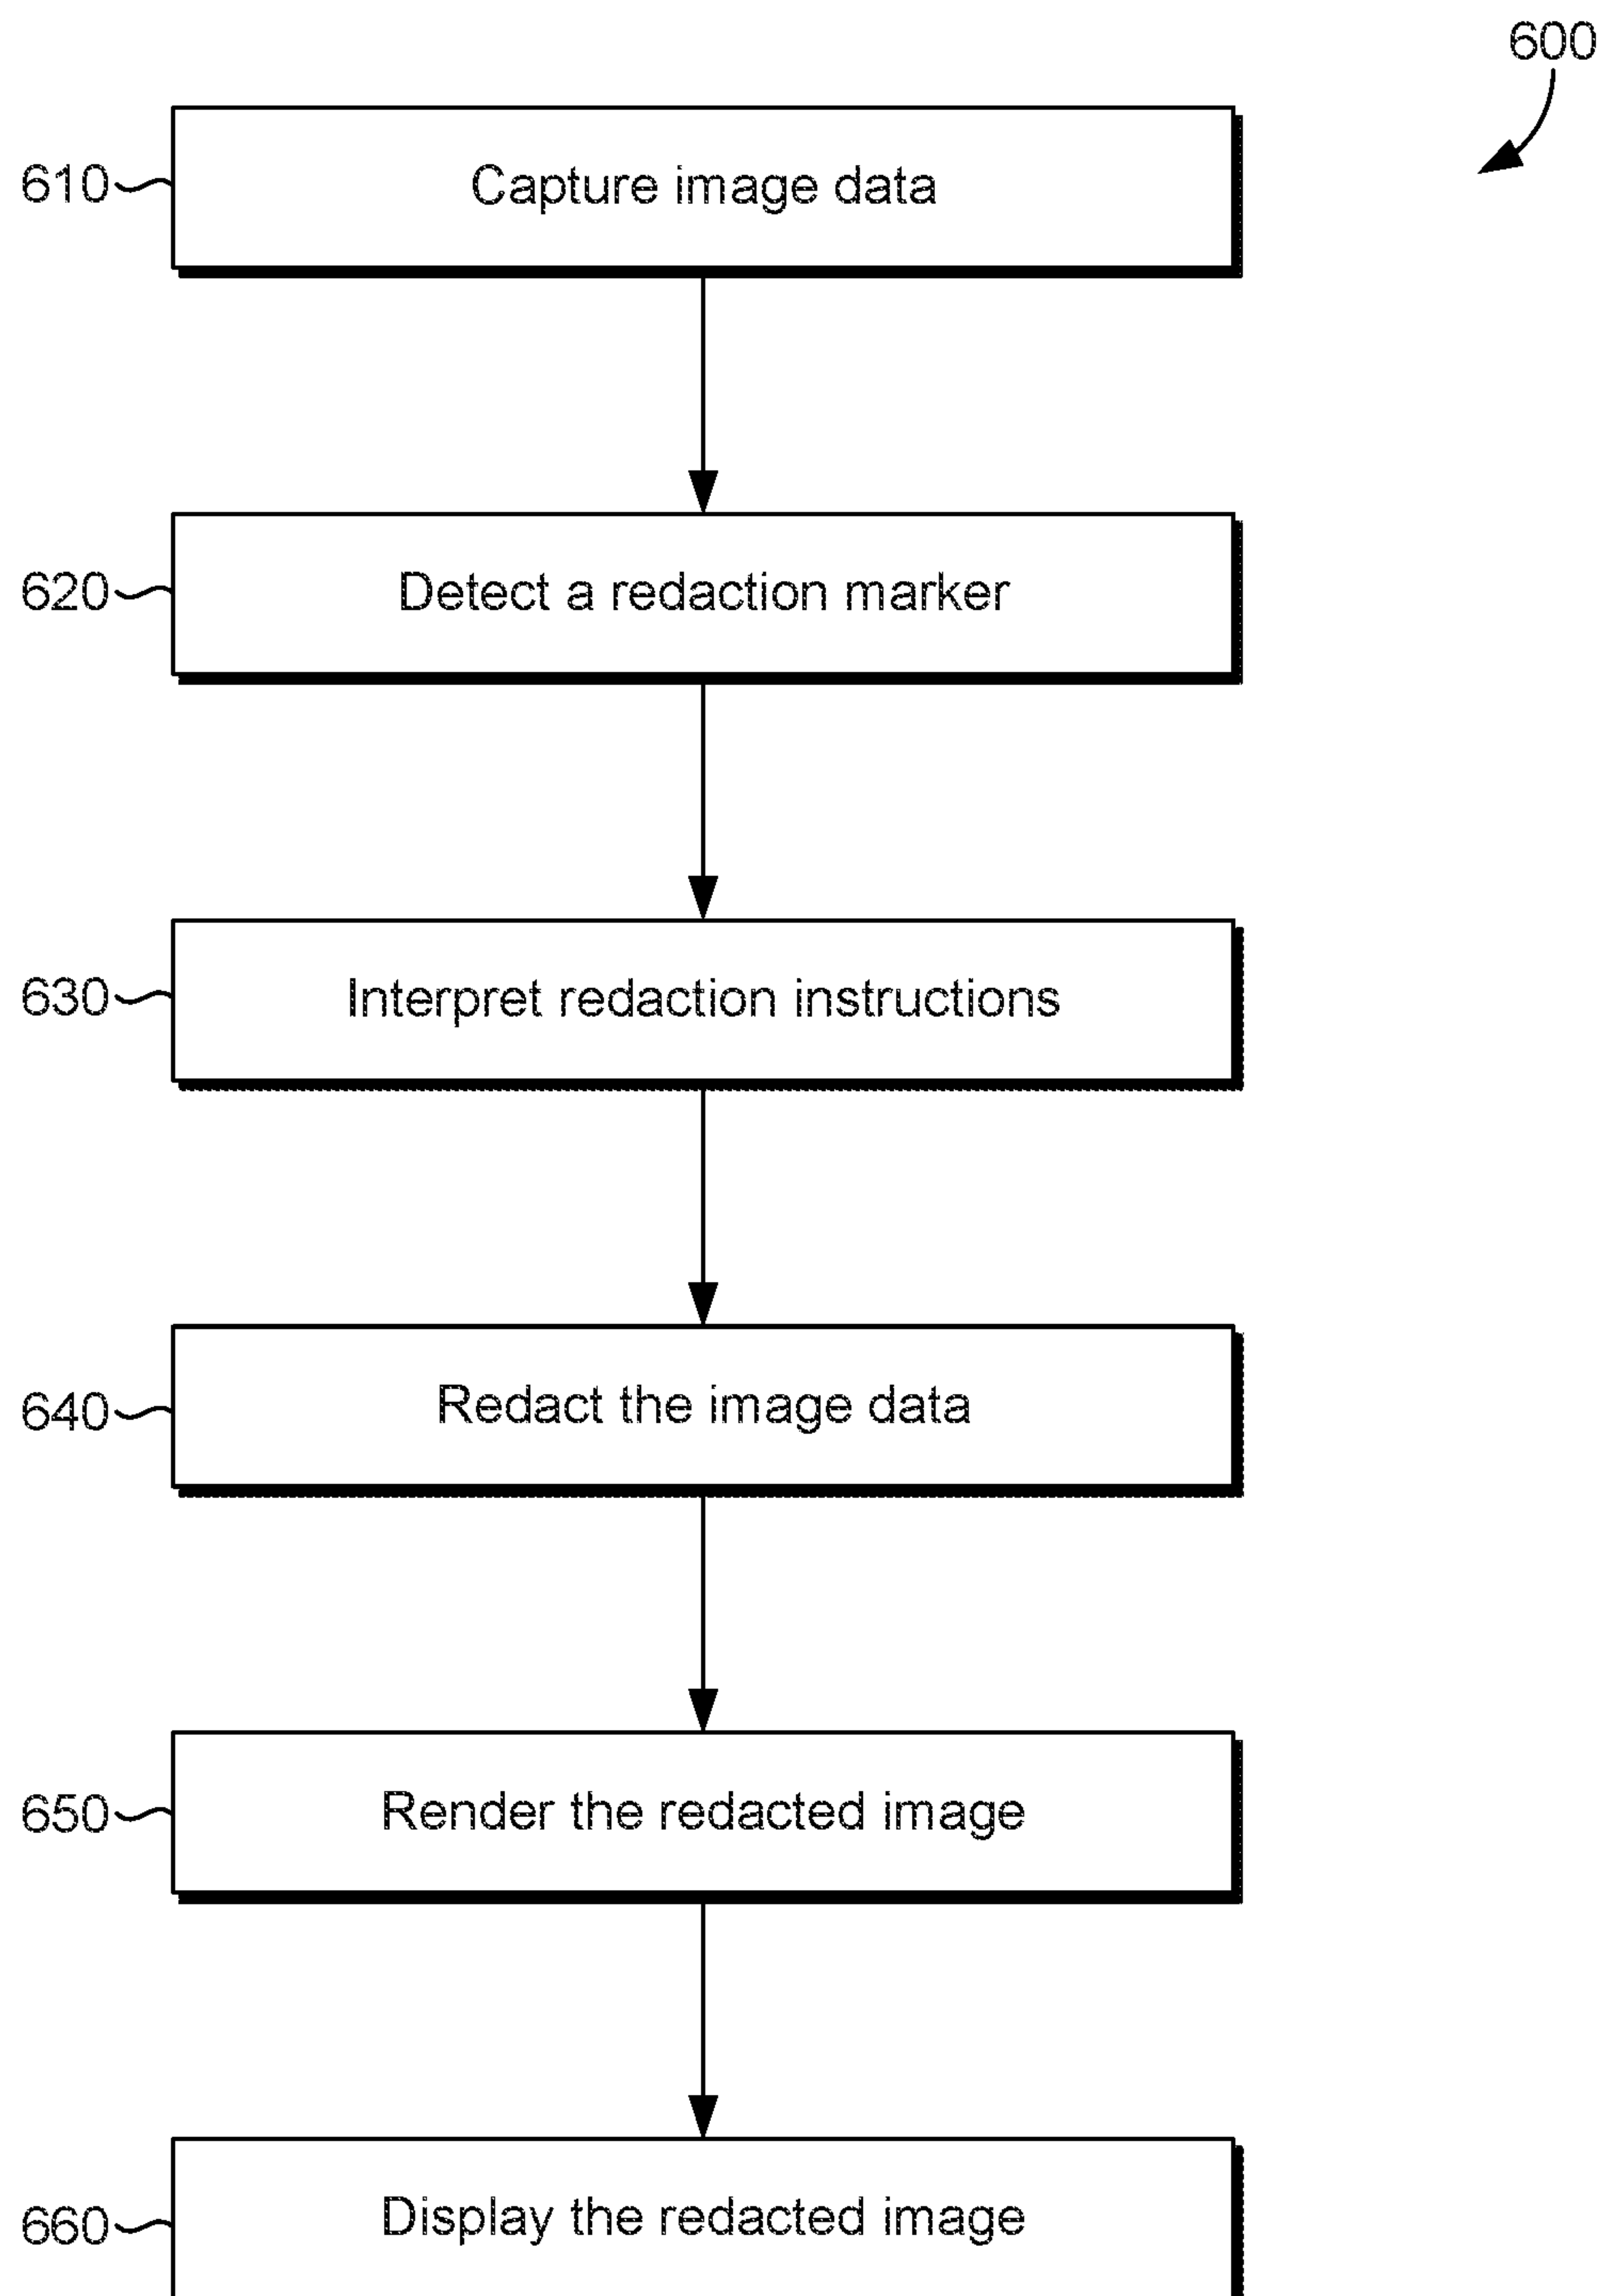 600
610 Capture image data
620 Detect a redaction marker
630 Interpret redaction instructions
640 Redact the image data
650 Render the redacted image
660 Display the redacted image